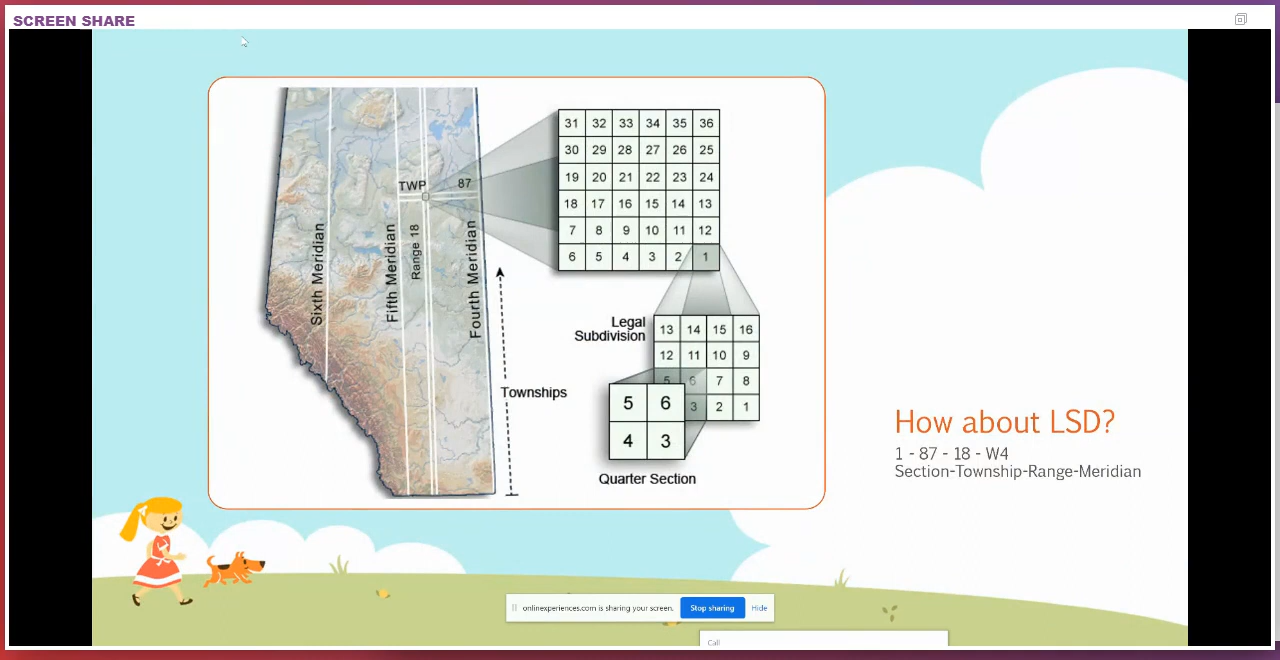 SCREEN SHARE
TWP 87
Sixth Meridian
Fifth Meridian
Range 18
Fourth Meridian
Townships
31 32 33 34 35 36
30 29 28 27 26 25
19 20 21 22 23 24
18 17 16 15 14 13
7 8 9 10 11 12
6 5 4 3 2 1
Legal
Subdivision
13 14 15 16
12 11 10 9
5 6 7 8
3 2 1
5 6
4 3
Quarter Section
How about LSD?
1 - 87 - 18 - W4
Section-Township-Range-Meridian
onlinexperiences.com is sharing your screen. Stop sharing Hide
Call